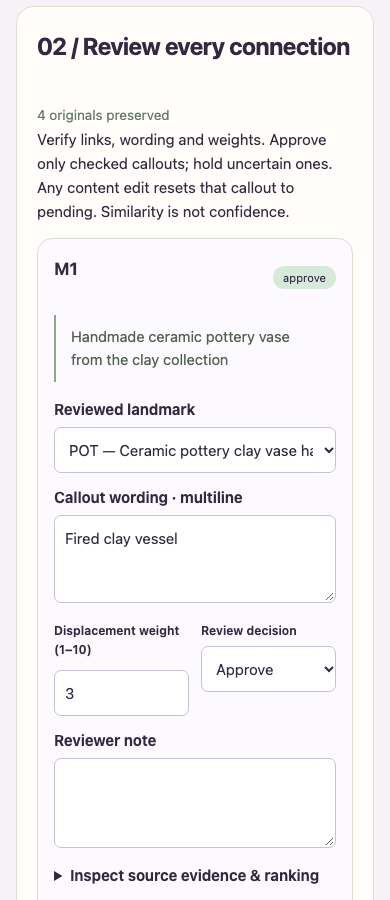 02 / Review every connection
4 originals preserved
Verify links, wording and weights. Approve
only checked callouts; hold uncertain ones.
Any content edit resets that callout to
pending. Similarity is not confidence.
M1
approve
Handmade ceramic pottery vase
from the clay collection
Reviewed landmark
POT — Ceramic pottery clay vase ha
Callout wording · multiline
Fired clay vessel
Displacement weight
(1–10)
Review decision
3
Approve
Reviewer note
Inspect source evidence & ranking